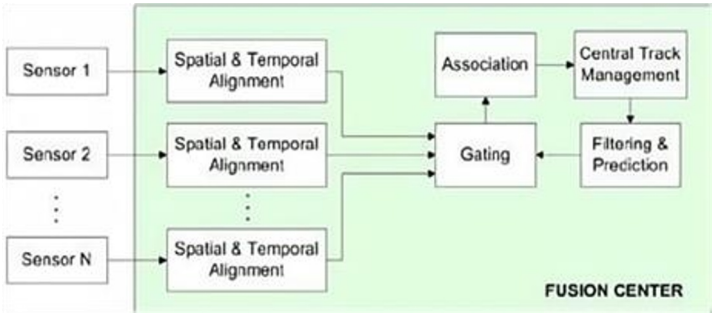 Sensor 1
Spatial & Temporal
Alignment
Association
Central Track
Management
Sensor 2
Spatial & Temporal
Alignment
Gating
Filtering &
Prediction
Sensor N
Spatial & Temporal
Alignment
FUSION CENTER